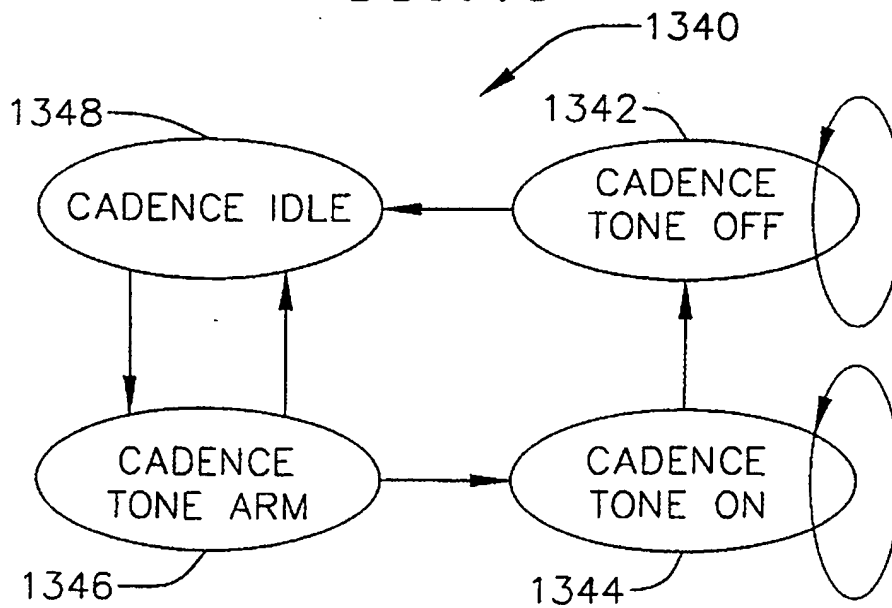 1340
1348
1342
CADENCE IDLE
CADENCE
TONE OFF
CADENCE
TONE ARM
CADENCE
TONE ON
1346
1344